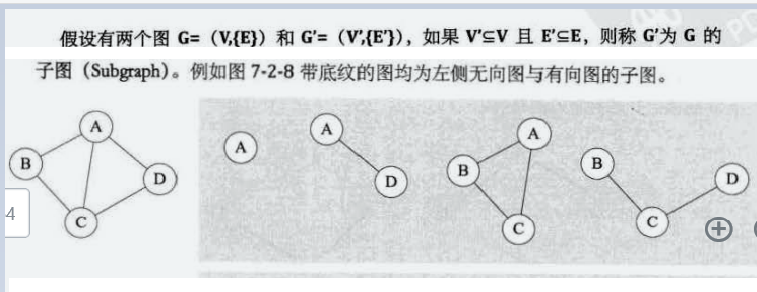 假设有两个图 G=（V,{E}）和 G'=（V',{E'}），如果 V'⊆V 且 E'⊆E，则称 G'为 G 的
子图（Subgraph）。例如图 7-2-8 带底纹的图均为左侧无向图与有向图的子图。
A
B
D
C
A
A
D
A
B
C
B
D
C
4